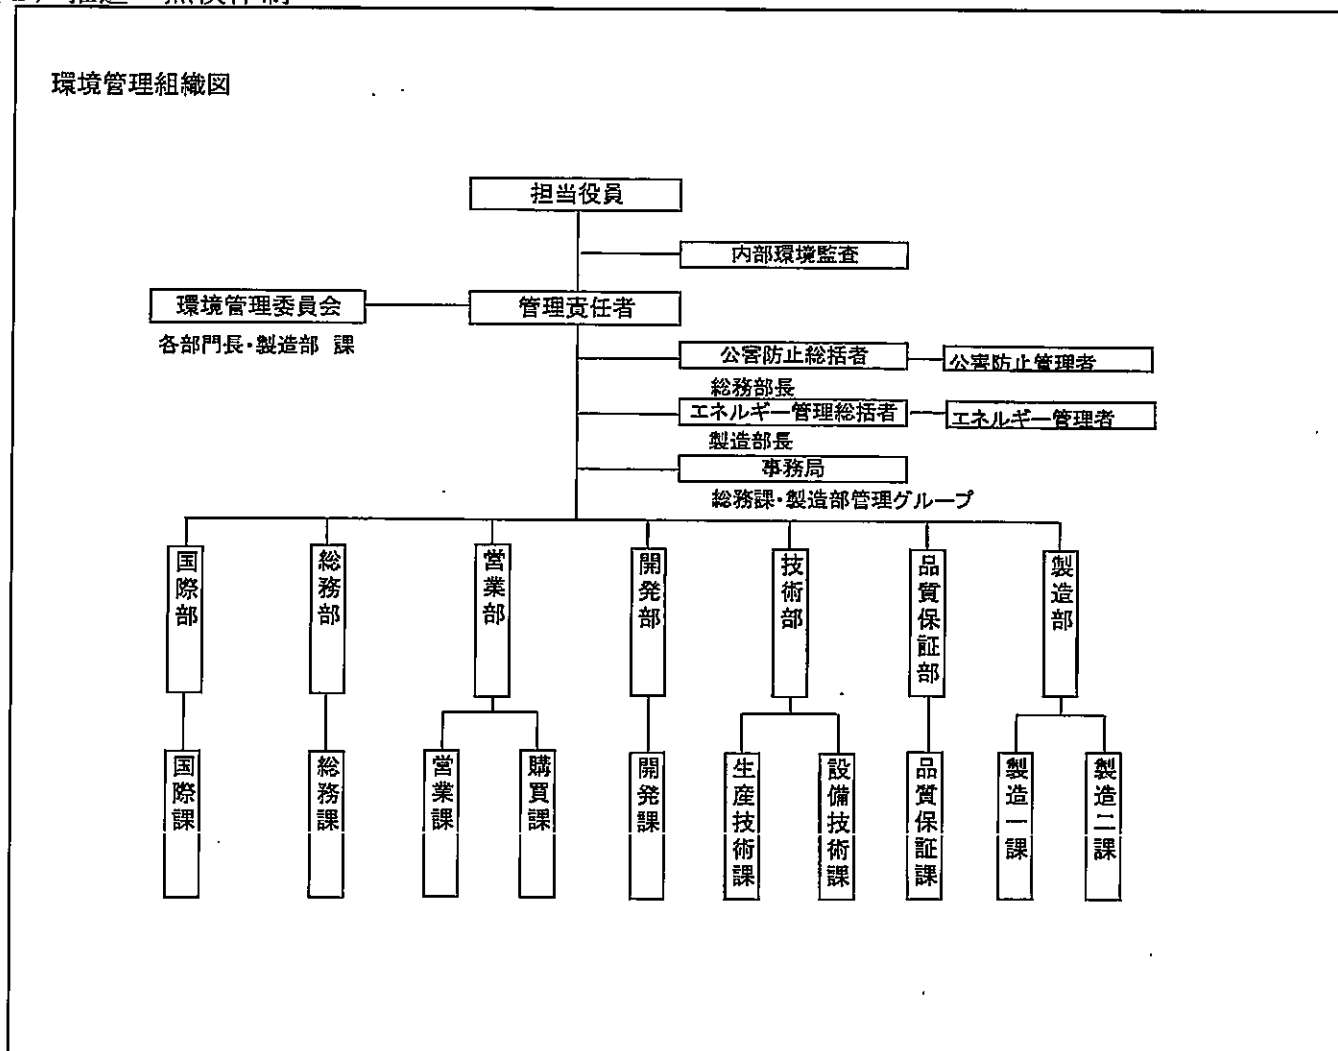 環境管理組織図
担当役員
内部環境監査
環境管理委員会
管理責任者
各部門長・製造部 課
公害防止総括者
公害防止管理者
総務部長
エネルギー管理総括者
エネルギー管理者
製造部長
事務局
総務課・製造部管理グループ
国際部
総務部
営業部
開発部
技術部
品質保証部
製造部
国際課
総務課
営業課
購買課
開発課
生産技術課
設備技術課
品質保証課
製造一課
製造二課